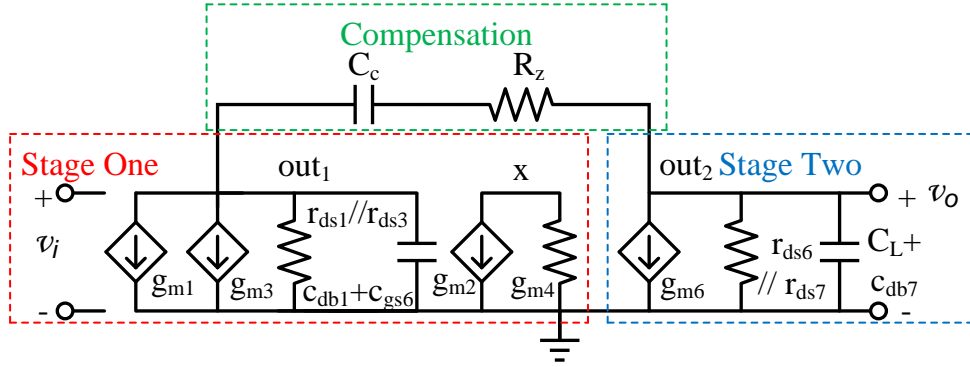 Compensation
C_c
R_z
Stage One
out_1
x
out_2
Stage Two
+
v_i
-
g_m1
g_m3
r_ds1//r_ds3
c_db1+c_gs6
g_m2
g_m4
g_m6
r_ds6
// r_ds7
C_L+
c_db7
+ v_o
-